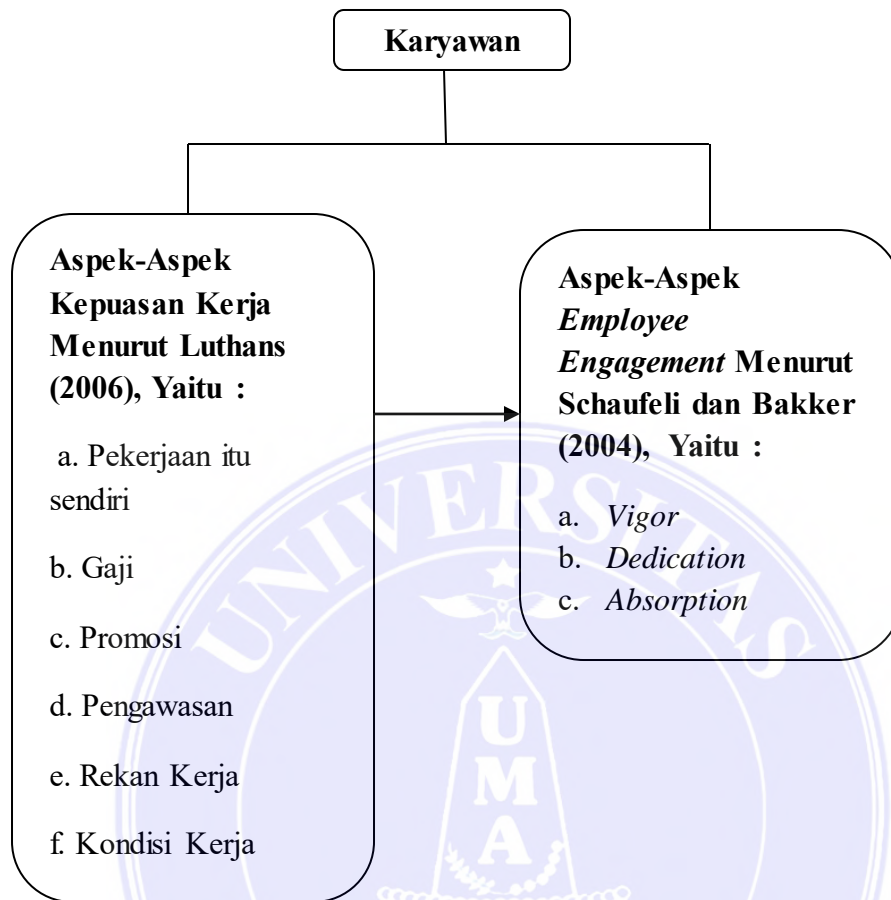 Karyawan
Aspek-Aspek
Kepuasan Kerja
Menurut Luthans
(2006), Yaitu :
a. Pekerjaan itu
sendiri
b. Gaji
c. Promosi
d. Pengawasan
e. Rekan Kerja
f. Kondisi Kerja
Aspek-Aspek
Employee
Engagement Menurut
Schaufeli dan Bakker
(2004), Yaitu :
a. Vigor
b. Dedication
c. Absorption
UNIVERSITAS
U
M
A